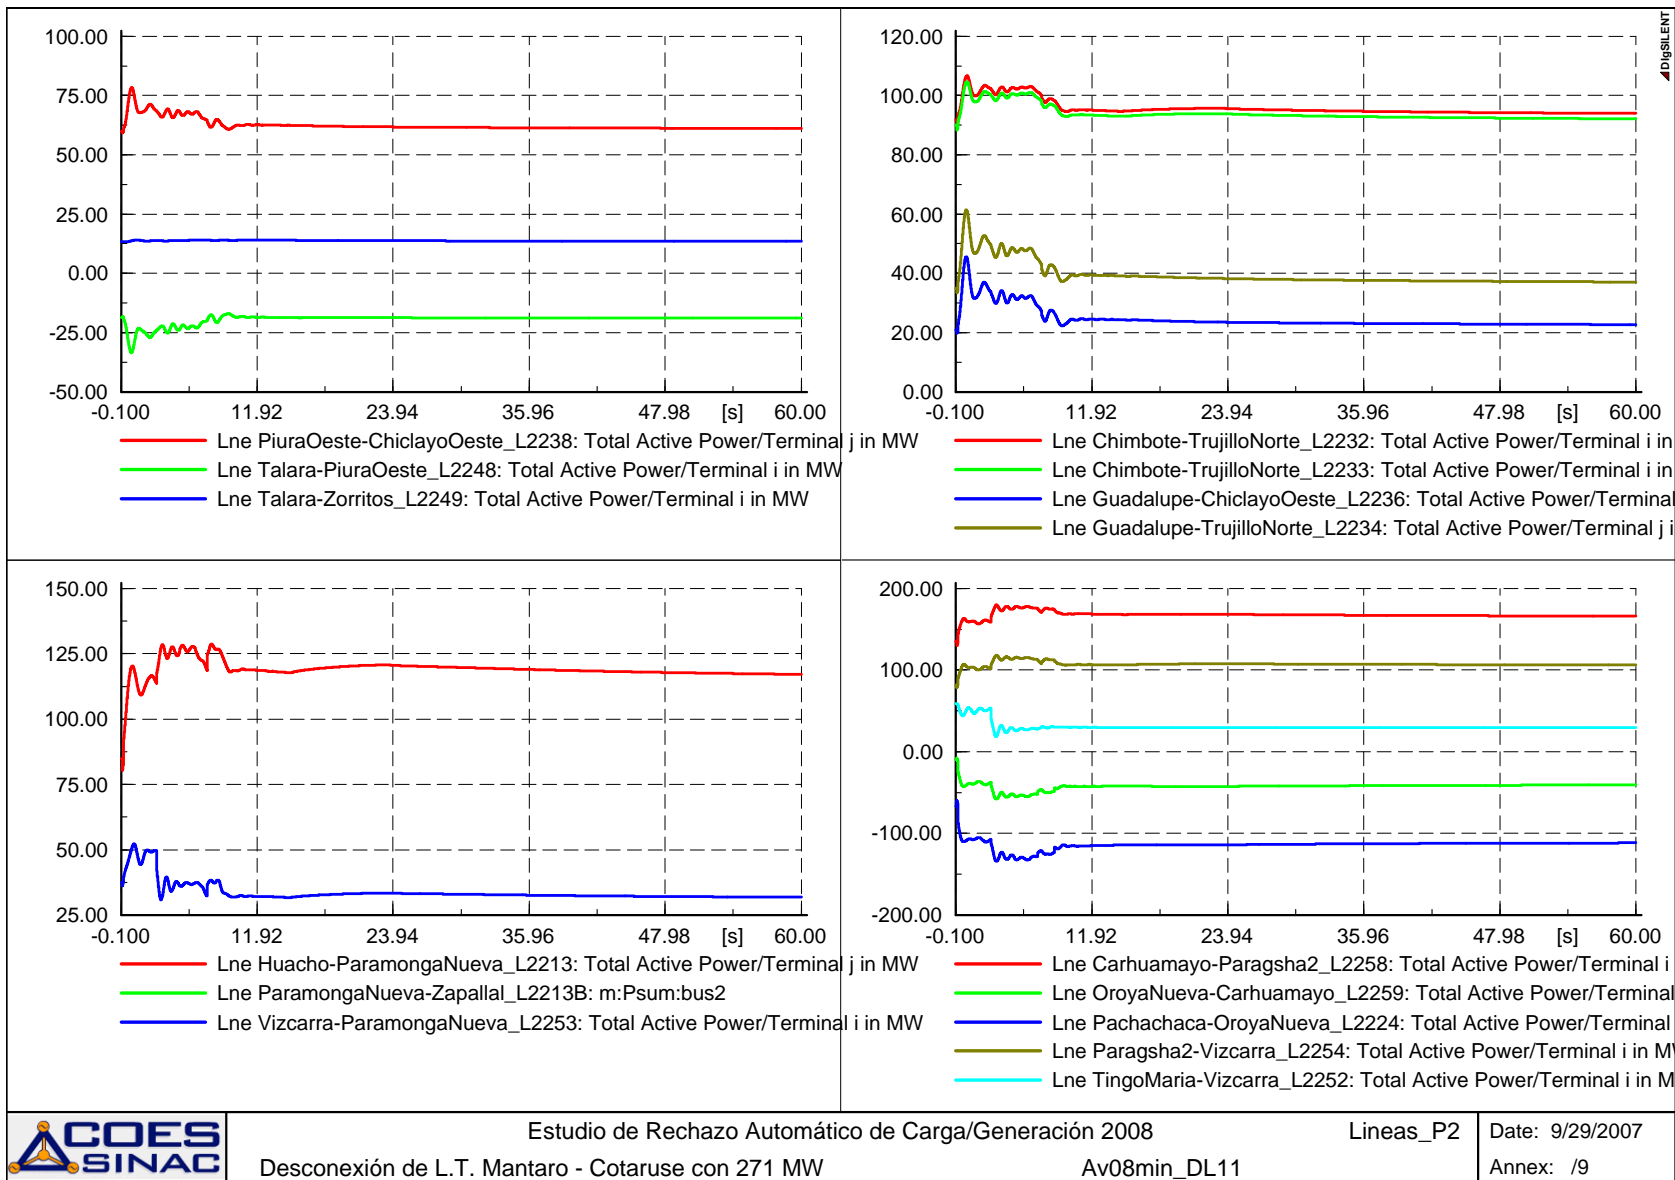 100.00
75.00
50.00
25.00
0.00
-25.00
-50.00
-0.100 11.92 23.94 35.96 47.98 [s] 60.00
Lne PiuraOeste-ChiclayoOeste_L2238: Total Active Power/Terminal j in MW
Lne Talara-PiuraOeste_L2248: Total Active Power/Terminal i in MW
Lne Talara-Zorritos_L2249: Total Active Power/Terminal i in MW
DIgSILENT
120.00
100.00
80.00
60.00
40.00
20.00
0.00
-0.100 11.92 23.94 35.96 47.98 [s] 60.00
Lne Chimbote-TrujilloNorte_L2232: Total Active Power/Terminal i in
Lne Chimbote-TrujilloNorte_L2233: Total Active Power/Terminal i in
Lne Guadalupe-ChiclayoOeste_L2236: Total Active Power/Terminal
Lne Guadalupe-TrujilloNorte_L2234: Total Active Power/Terminal j i
150.00
125.00
100.00
75.00
50.00
25.00
-0.100 11.92 23.94 35.96 47.98 [s] 60.00
Lne Huacho-ParamongaNueva_L2213: Total Active Power/Terminal j in MW
Lne ParamongaNueva-Zapallal_L2213B: m:Psum:bus2
Lne Vizcarra-ParamongaNueva_L2253: Total Active Power/Terminal i in MW
200.00
100.00
0.00
-100.00
-200.00
-0.100 11.92 23.94 35.96 47.98 [s] 60.00
Lne Carhuamayo-Paragsha2_L2258: Total Active Power/Terminal i
Lne OroyaNueva-Carhuamayo_L2259: Total Active Power/Terminal
Lne Pachachaca-OroyaNueva_L2224: Total Active Power/Terminal
Lne Paragsha2-Vizcarra_L2254: Total Active Power/Terminal i in M
Lne TingoMaria-Vizcarra_L2252: Total Active Power/Terminal i in M
COES
SINAC
Estudio de Rechazo Automático de Carga/Generación 2008 Lineas_P2
Desconexión de L.T. Mantaro - Cotaruse con 271 MW Av08min_DL11
Date: 9/29/2007
Annex: /9